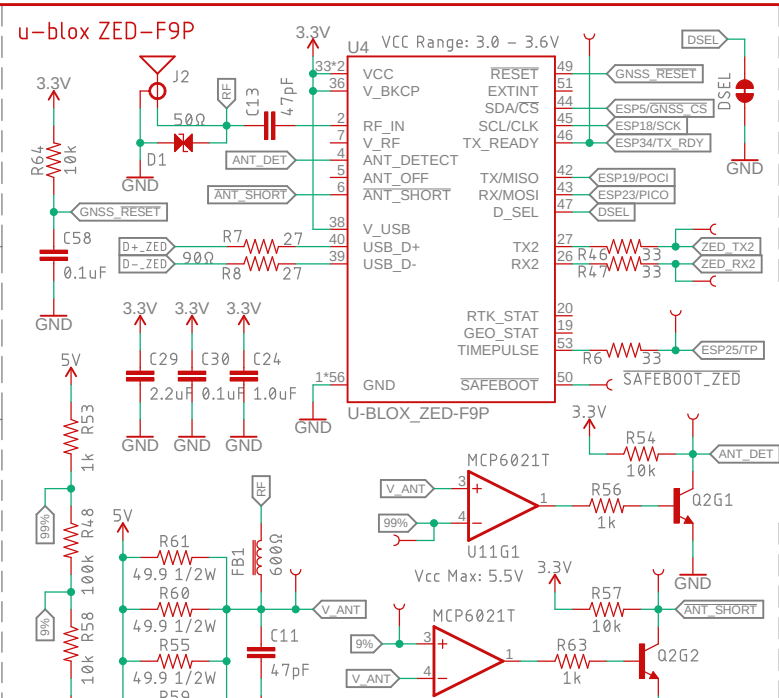 u-blox ZED-F9P
3.3V
U4
VCC Range: 3.0 - 3.6V
DSEL
J2
33*2
VCC
RESET
49
GNSS_RESET
3.3V
36
V_BKCP
EXTINT
51
RF
C13
47pF
SDA/CS
44
ESP5/GNSS_CS
DSEL
50Ω
2
RF_IN
SCL/CLK
45
ESP18/SCK
7
V_RF
TX_READY
46
ESP34/TX_RDY
R64
10k
D1
ANT_DET
4
ANT_DETECT
GND
GND
5
ANT_OFF
TX/MISO
42
ESP19/POCI
ANT_SHORT
6
ANT_SHORT
RX/MOSI
43
ESP23/PICO
GNSS_RESET
D_SEL
47
DSEL
38
V_USB
C58
0.1uF
D+_ZED
R7
27
40
USB_D+
TX2
27
R46
33
ZED_TX2
D-_ZED
90Ω
R8
27
39
USB_D-
RX2
26
R47
33
ZED_RX2
GND
3.3V
3.3V
3.3V
RTK_STAT
20
GEO_STAT
19
TIMEPULSE
53
R6
33
ESP25/TP
5V
C29
2.2uF
C30
0.1uF
C24
1.0uF
1*56
GND
SAFEBOOT
50
SAFEBOOT_ZED
GND
GND
GND
GND
U-BLOX_ZED-F9P
3.3V
R53
1k
R54
10k
ANT_DET
MCP6021T
V_ANT
3
+
1
R56
1k
Q2G1
99%
4
-
U11G1
RF
99%
R48
100k
5V
R61
49.9 1/2W
FB1
600Ω
Vcc Max: 5.5V
3.3V
GND
R60
49.9 1/2W
V_ANT
MCP6021T
R57
10k
ANT_SHORT
9%
R58
10k
R55
49.9 1/2W
C11
47pF
9%
3
+
1
R63
1k
Q2G2
V_ANT
4
-
R59